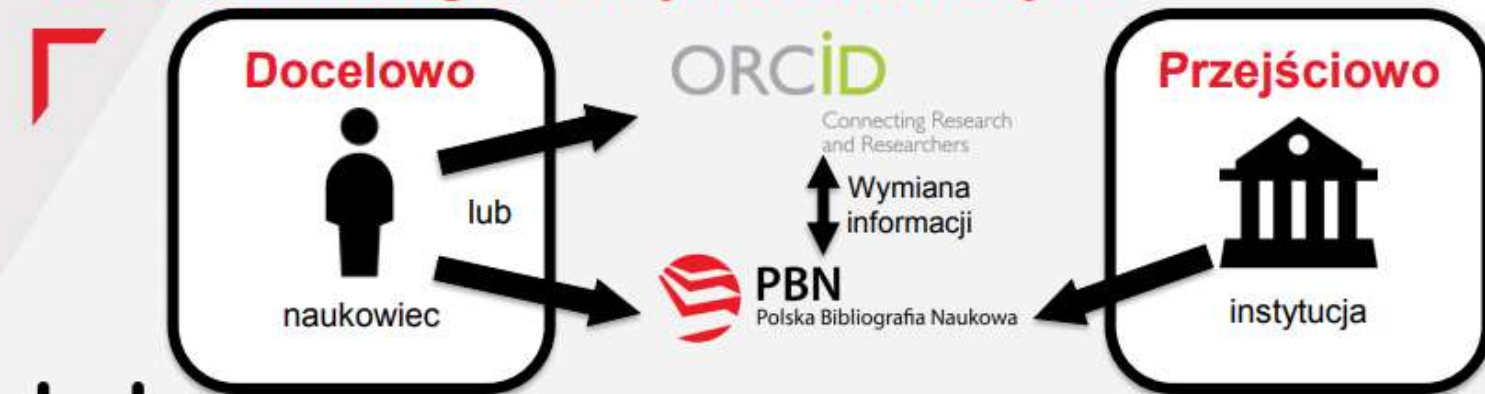 Docelowo
lub
naukowiec
ORCID
Connecting Research
and Researchers
Wymiana
informacji
PBN
Polska Bibliografia Naukowa
Przejściowo
instytucja